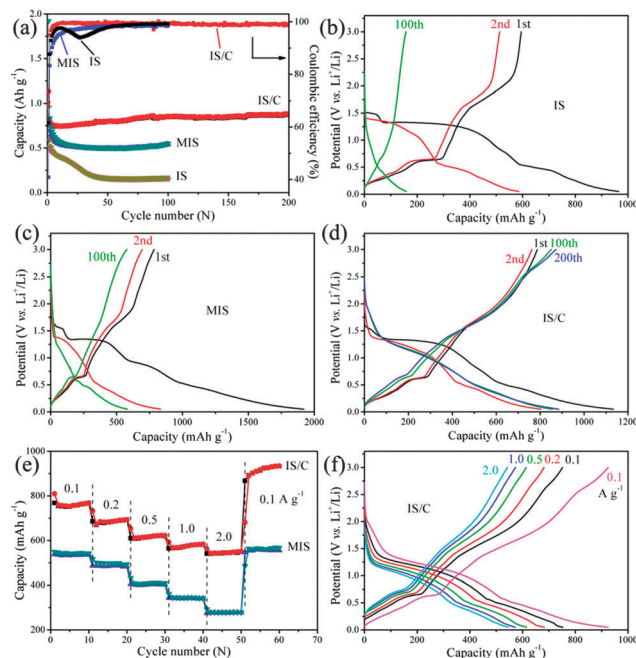 (a)
2.0
1.5
1.0
0.5
0.0
Capacity (Ah g⁻¹)
MIS
IS
IS/C
IS/C
MIS
IS
100
90
80
70
60
50
40
Coulombic efficiency (%)
0 50 100 150 200
Cycle number (N)
(b)
3.0
2.5
2.0
1.5
1.0
0.5
0.0
Potential (V vs. Li⁺/Li)
100th
2nd
1st
IS
0 200 400 600 800 1000
Capacity (mAh g⁻¹)
(c)
3.0
2.5
2.0
1.5
1.0
0.5
0.0
Potential (V vs. Li⁺/Li)
100th
2nd
1st
MIS
0 500 1000 1500 2000
Capacity (mAh g⁻¹)
(d)
3.0
2.5
2.0
1.5
1.0
0.5
0.0
Potential (V vs. Li⁺/Li)
1st
2nd
100th
200th
IS/C
0 200 400 600 800 1000 1200
Capacity (mAh g⁻¹)
(e)
1000
800
600
400
200
Capacity (mAh g⁻¹)
0.1
0.2
0.5
1.0
2.0
0.1 A g⁻¹
IS/C
MIS
0 10 20 30 40 50 60 70
Cycle number (N)
(f)
3.0
2.5
2.0
1.5
1.0
0.5
0.0
Potential (V vs. Li⁺/Li)
IS/C
2.0
1.0
0.5
0.2
0.1
0.1
A g⁻¹
0 200 400 600 800 1000
Capacity (mAh g⁻¹)